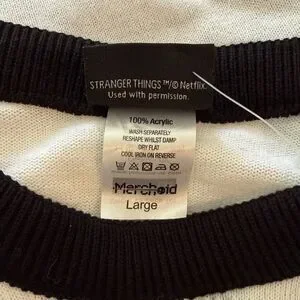 STRANGER THINGS ™/© Netflix.
Used with permission.
100% Acrylic
WASH SEPARATELY
RESHAPE WHILST DAMP
DRY FLAT
COOL IRON ON REVERSE
Merchoid
Large